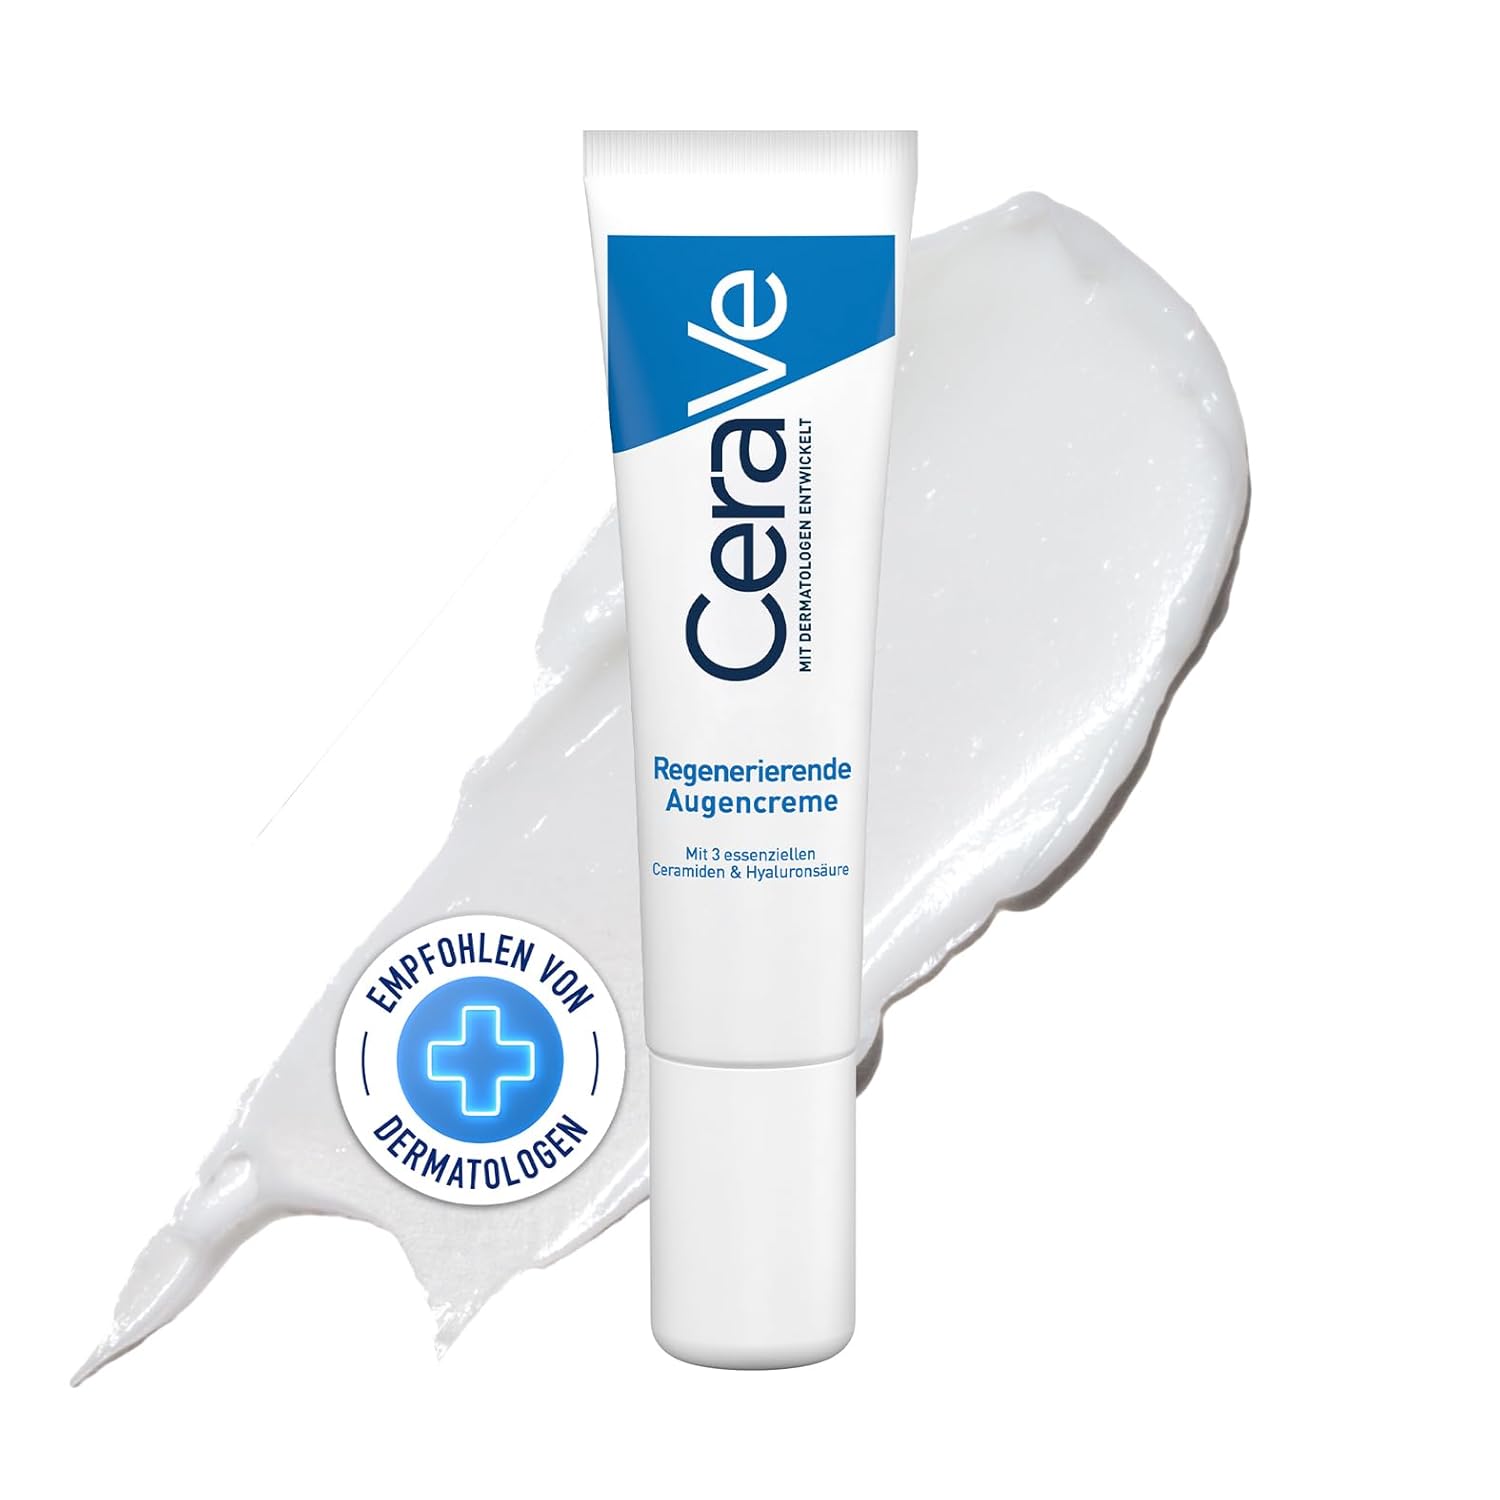 CeraVe
MIT DERMATOLOGEN ENTWICKELT
Regenerierende
Augencreme
Mit 3 essenziellen
Ceramiden & Hyaluronsäure
EMPFOHLEN VON
DERMATOLOGEN